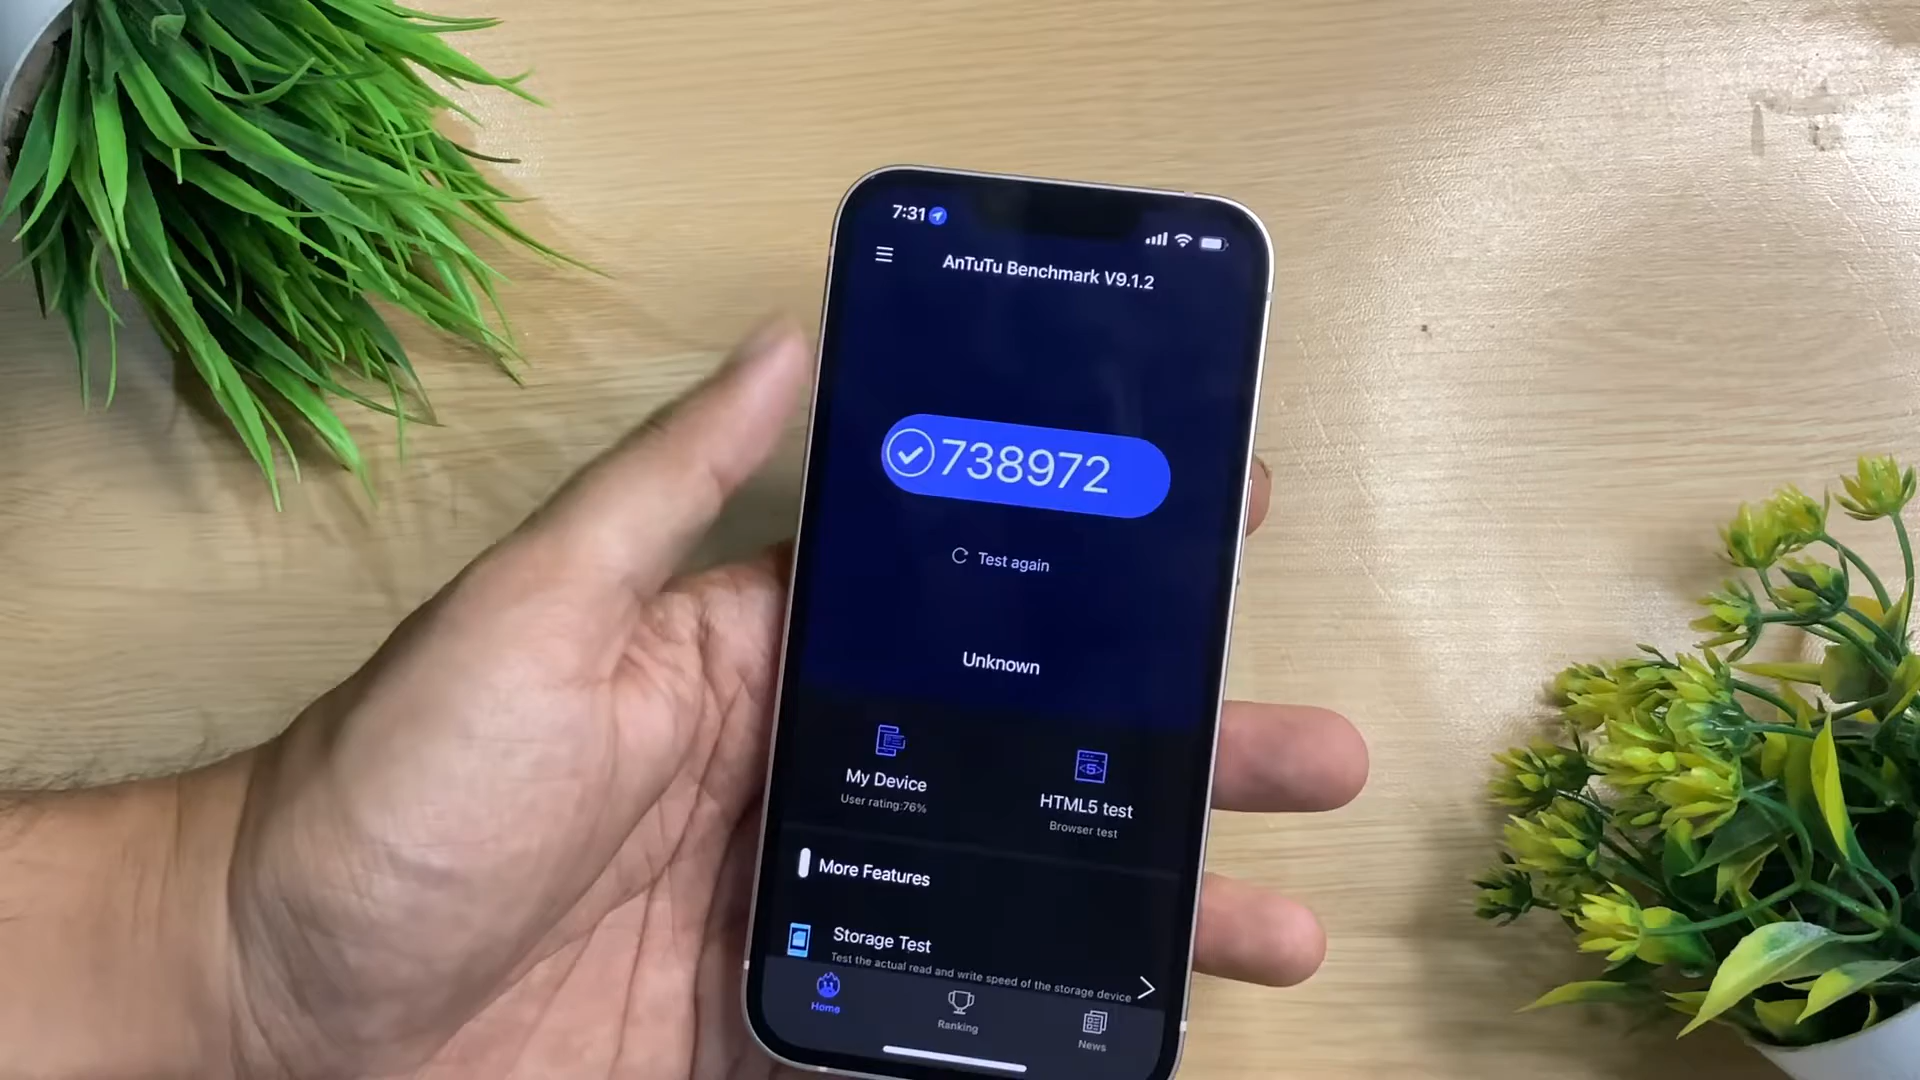 7:31
AnTuTu Benchmark V9.1.2
738972
Test again
Unknown
My Device
User rating:76%
HTML5 test
Browser test
More Features
Storage Test
Test the actual read and write speed of the storage device
Home
Ranking
News